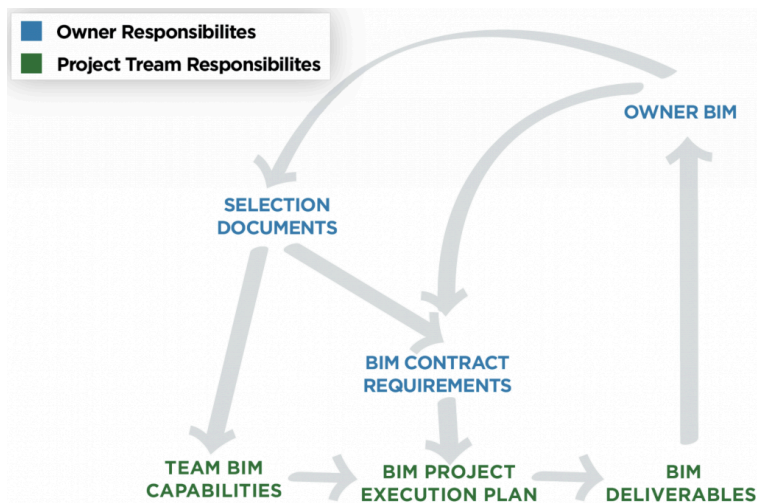 Owner Responsibilites
Project Tream Responsibilites
OWNER BIM
SELECTION
DOCUMENTS
BIM CONTRACT
REQUIREMENTS
TEAM BIM
CAPABILITIES
BIM PROJECT
EXECUTION PLAN
BIM
DELIVERABLES